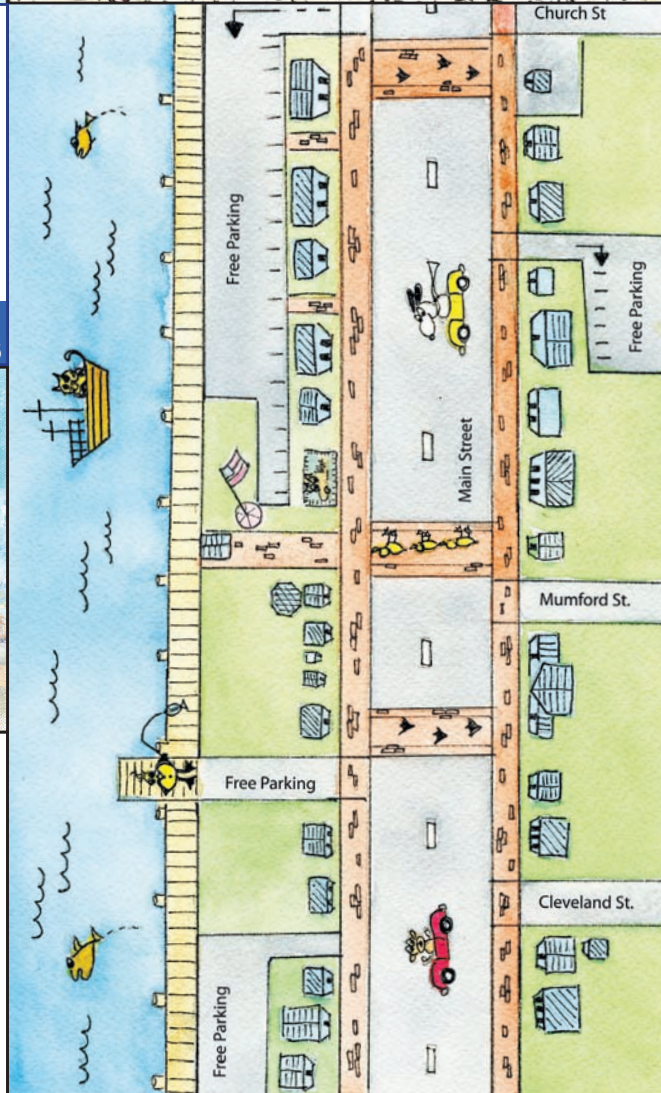 Church St
Free Parking
Free Parking
Main Street
Mumford St.
Free Parking
Cleveland St.
Free Parking